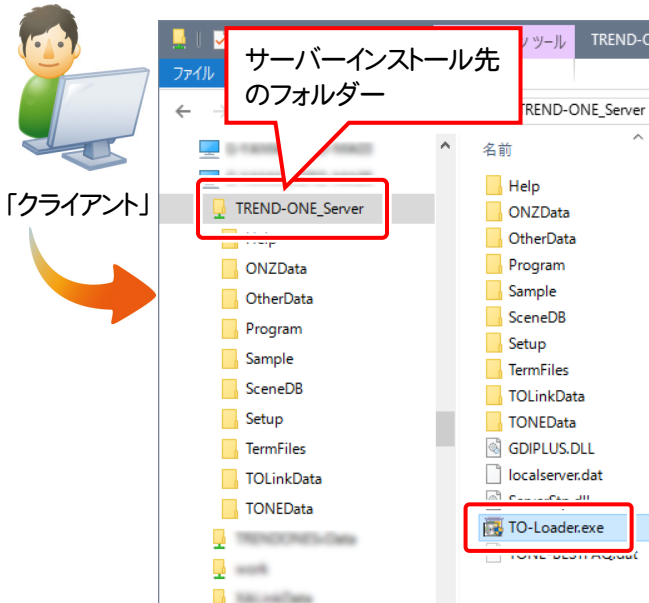 サーバーインストール先
のフォルダー
ツール
TREND-O
ファイル
TREND-ONE_Server
「クライアント」
TREND-ONE_Server
ONZData
OtherData
Program
Sample
SceneDB
Setup
TermFiles
TOLinkData
TONEData
名前
Help
ONZData
OtherData
Program
Sample
SceneDB
Setup
TermFiles
TOLinkData
TONEData
GDIPLUS.DLL
localserver.dat
TO-Loader.exe